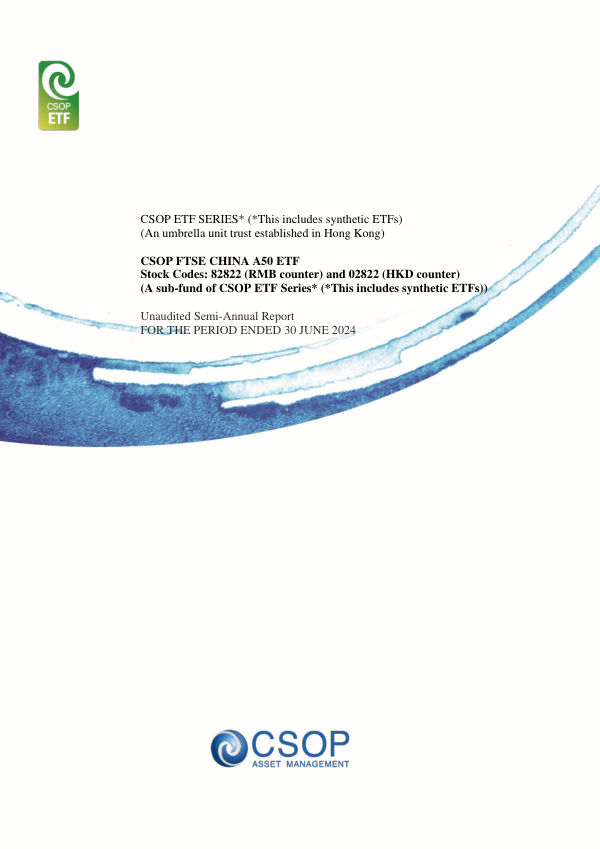 CSOP
ETF
CSOP ETF SERIES* (*This includes synthetic ETFs)
(An umbrella unit trust established in Hong Kong)
CSOP FTSE CHINA A50 ETF
Stock Codes: 82822 (RMB counter) and 02822 (HKD counter)
(A sub-fund of CSOP ETF Series* (*This includes synthetic ETFs))
Unaudited Semi-Annual Report
FOR THE PERIOD ENDED 30 JUNE 2024
CSOP
ASSET MANAGEMENT